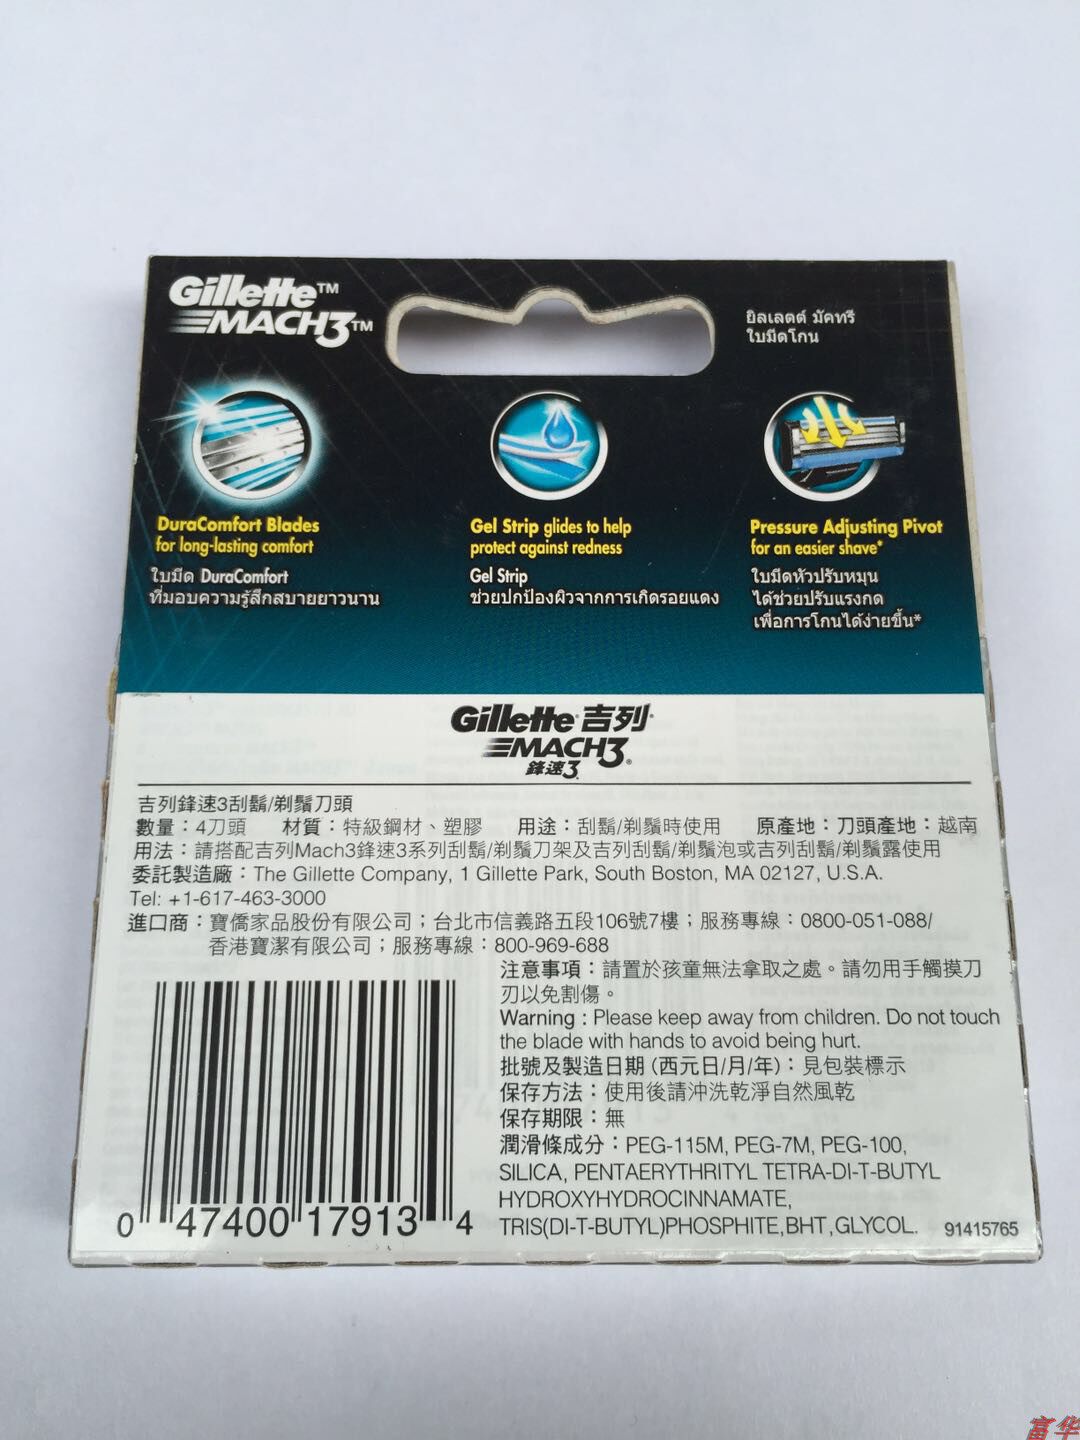 Gillette™
MACH3™
ยิลเลตต์ มัคทรี
ใบมีดโกน
DuraComfort Blades
for long-lasting comfort
ใบมีด DuraComfort
ที่มอบความรู้สึกสบายยาวนาน
Gel Strip glides to help
protect against redness
Gel Strip
ช่วยปกป้องผิวจากการเกิดรอยแดง
Pressure Adjusting Pivot
for an easier shave*
ใบมีดหัวปรับหมุน
ได้ช่วยปรับแรงกด
เพื่อการโกนได้ง่ายขึ้น*
Gillette® 吉列®
MACH3®
鋒速3
吉列鋒速3刮鬍/剃鬚刀頭
數量：4刀頭 材質：特級鋼材、塑膠 用途：刮鬍/剃鬚時使用 原產地：刀頭產地：越南
用法：請搭配吉列Mach3鋒速3系列刮鬍/剃鬚刀架及吉列刮鬍/剃鬚泡或吉列刮鬍/剃鬚露使用
委託製造廠：The Gillette Company, 1 Gillette Park, South Boston, MA 02127, U.S.A.
Tel: +1-617-463-3000
進口商：寶僑家品股份有限公司；台北市信義路五段106號7樓；服務專線：0800-051-088/
香港寶潔有限公司；服務專線：800-969-688
注意事項：請置於孩童無法拿取之處。請勿用手觸摸刀
刃以免割傷。
Warning : Please keep away from children. Do not touch
the blade with hands to avoid being hurt.
批號及製造日期 (西元日/月/年)：見包裝標示
保存方法：使用後請沖洗乾淨自然風乾
保存期限：無
潤滑條成分：PEG-115M, PEG-7M, PEG-100,
SILICA, PENTAERYTHRITYL TETRA-DI-T-BUTYL
HYDROXYHYDROCINNAMATE,
TRIS(DI-T-BUTYL)PHOSPHITE,BHT,GLYCOL. 91415765
0 47400 17913 4
富华